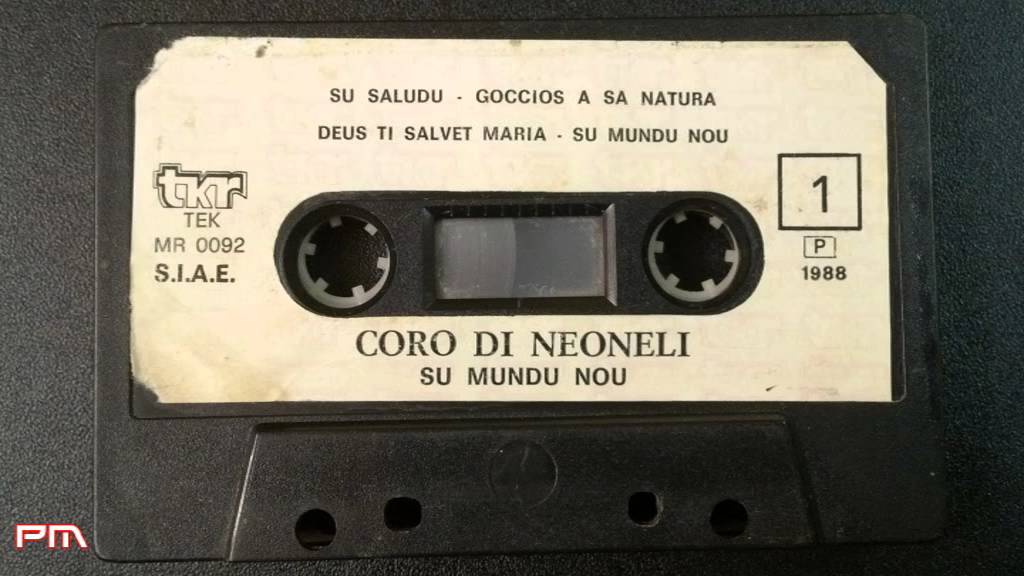 SU SALUDU - GOCCIOS A SA NATURA
DEUS TI SALVET MARIA - SU MUNDU NOU
tkr
TEK
MR 0092
S.I.A.E.
1
P
1988
CORO DI NEONELI
SU MUNDU NOU
PM